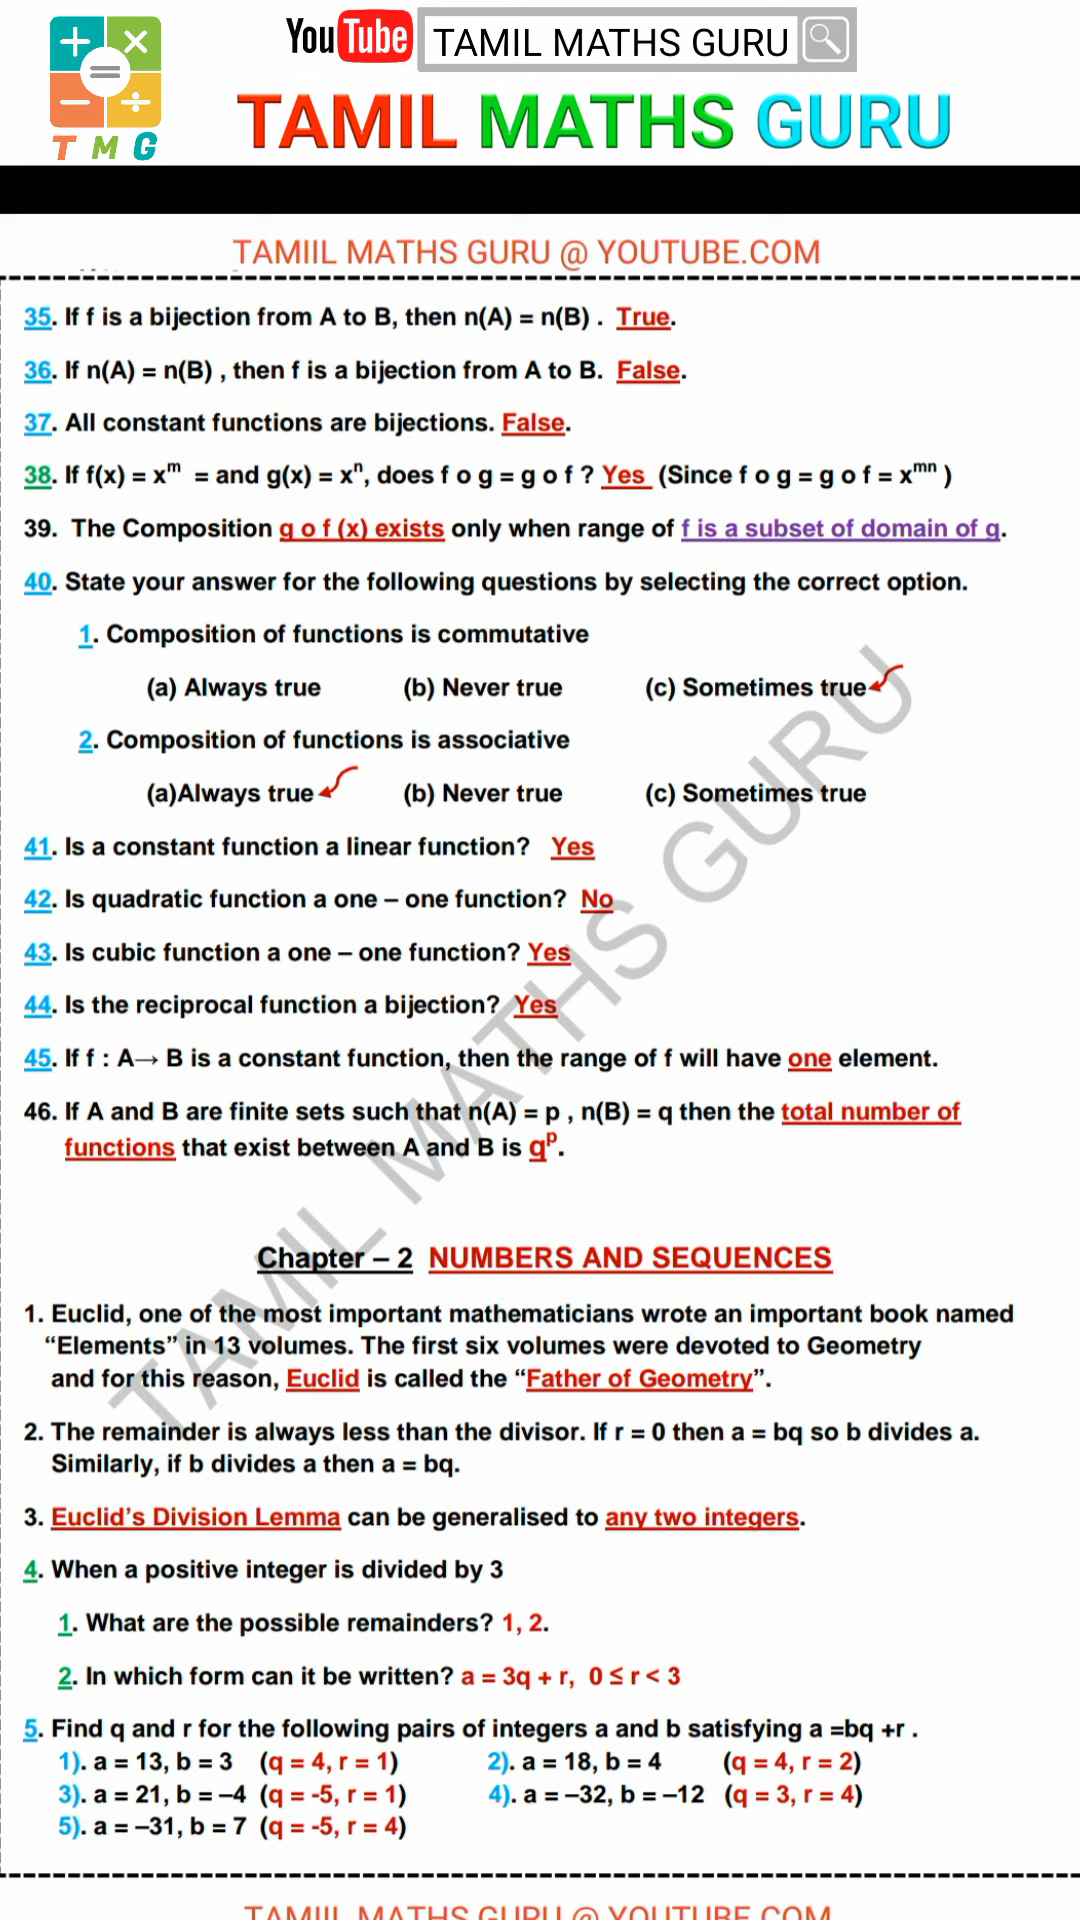 You Tube TAMIL MATHS GURU
TAMIL MATHS GURU
T M G
TAMIIL MATHS GURU @ YOUTUBE.COM
35. If f is a bijection from A to B, then n(A) = n(B) . True.
36. If n(A) = n(B) , then f is a bijection from A to B. False.
37. All constant functions are bijections. False.
38. If f(x) = xᵐ = and g(x) = xⁿ, does f o g = g o f ? Yes (Since f o g = g o f = xᵐⁿ )
39. The Composition g o f (x) exists only when range of f is a subset of domain of g.
40. State your answer for the following questions by selecting the correct option.
1. Composition of functions is commutative
(a) Always true (b) Never true (c) Sometimes true
2. Composition of functions is associative
(a)Always true (b) Never true (c) Sometimes true
41. Is a constant function a linear function? Yes
42. Is quadratic function a one – one function? No
43. Is cubic function a one – one function? Yes
44. Is the reciprocal function a bijection? Yes
45. If f : A→ B is a constant function, then the range of f will have one element.
46. If A and B are finite sets such that n(A) = p , n(B) = q then the total number of
functions that exist between A and B is qᵖ.
TAMIL MATHS GURU
Chapter – 2 NUMBERS AND SEQUENCES
1. Euclid, one of the most important mathematicians wrote an important book named
“Elements” in 13 volumes. The first six volumes were devoted to Geometry
and for this reason, Euclid is called the “Father of Geometry”.
2. The remainder is always less than the divisor. If r = 0 then a = bq so b divides a.
Similarly, if b divides a then a = bq.
3. Euclid’s Division Lemma can be generalised to any two integers.
4. When a positive integer is divided by 3
1. What are the possible remainders? 1, 2.
2. In which form can it be written? a = 3q + r, 0 ≤ r < 3
5. Find q and r for the following pairs of integers a and b satisfying a =bq +r .
1). a = 13, b = 3 (q = 4, r = 1) 2). a = 18, b = 4 (q = 4, r = 2)
3). a = 21, b = –4 (q = -5, r = 1) 4). a = –32, b = –12 (q = 3, r = 4)
5). a = –31, b = 7 (q = -5, r = 4)
TAMIIL MATHS GURU @ YOUTUBE.COM